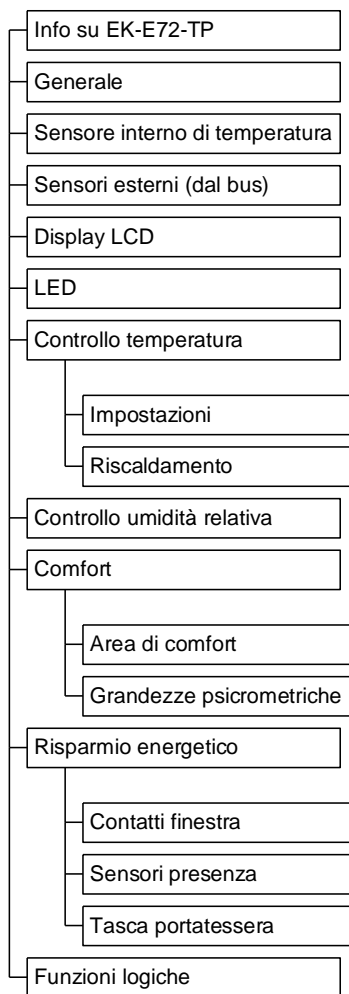 Info su EK-E72-TP
Generale
Sensore interno di temperatura
Sensori esterni (dal bus)
Display LCD
LED
Controllo temperatura
Impostazioni
Riscaldamento
Controllo umidità relativa
Comfort
Area di comfort
Grandezze psicrometriche
Risparmio energetico
Contatti finestra
Sensori presenza
Tasca portatessera
Funzioni logiche